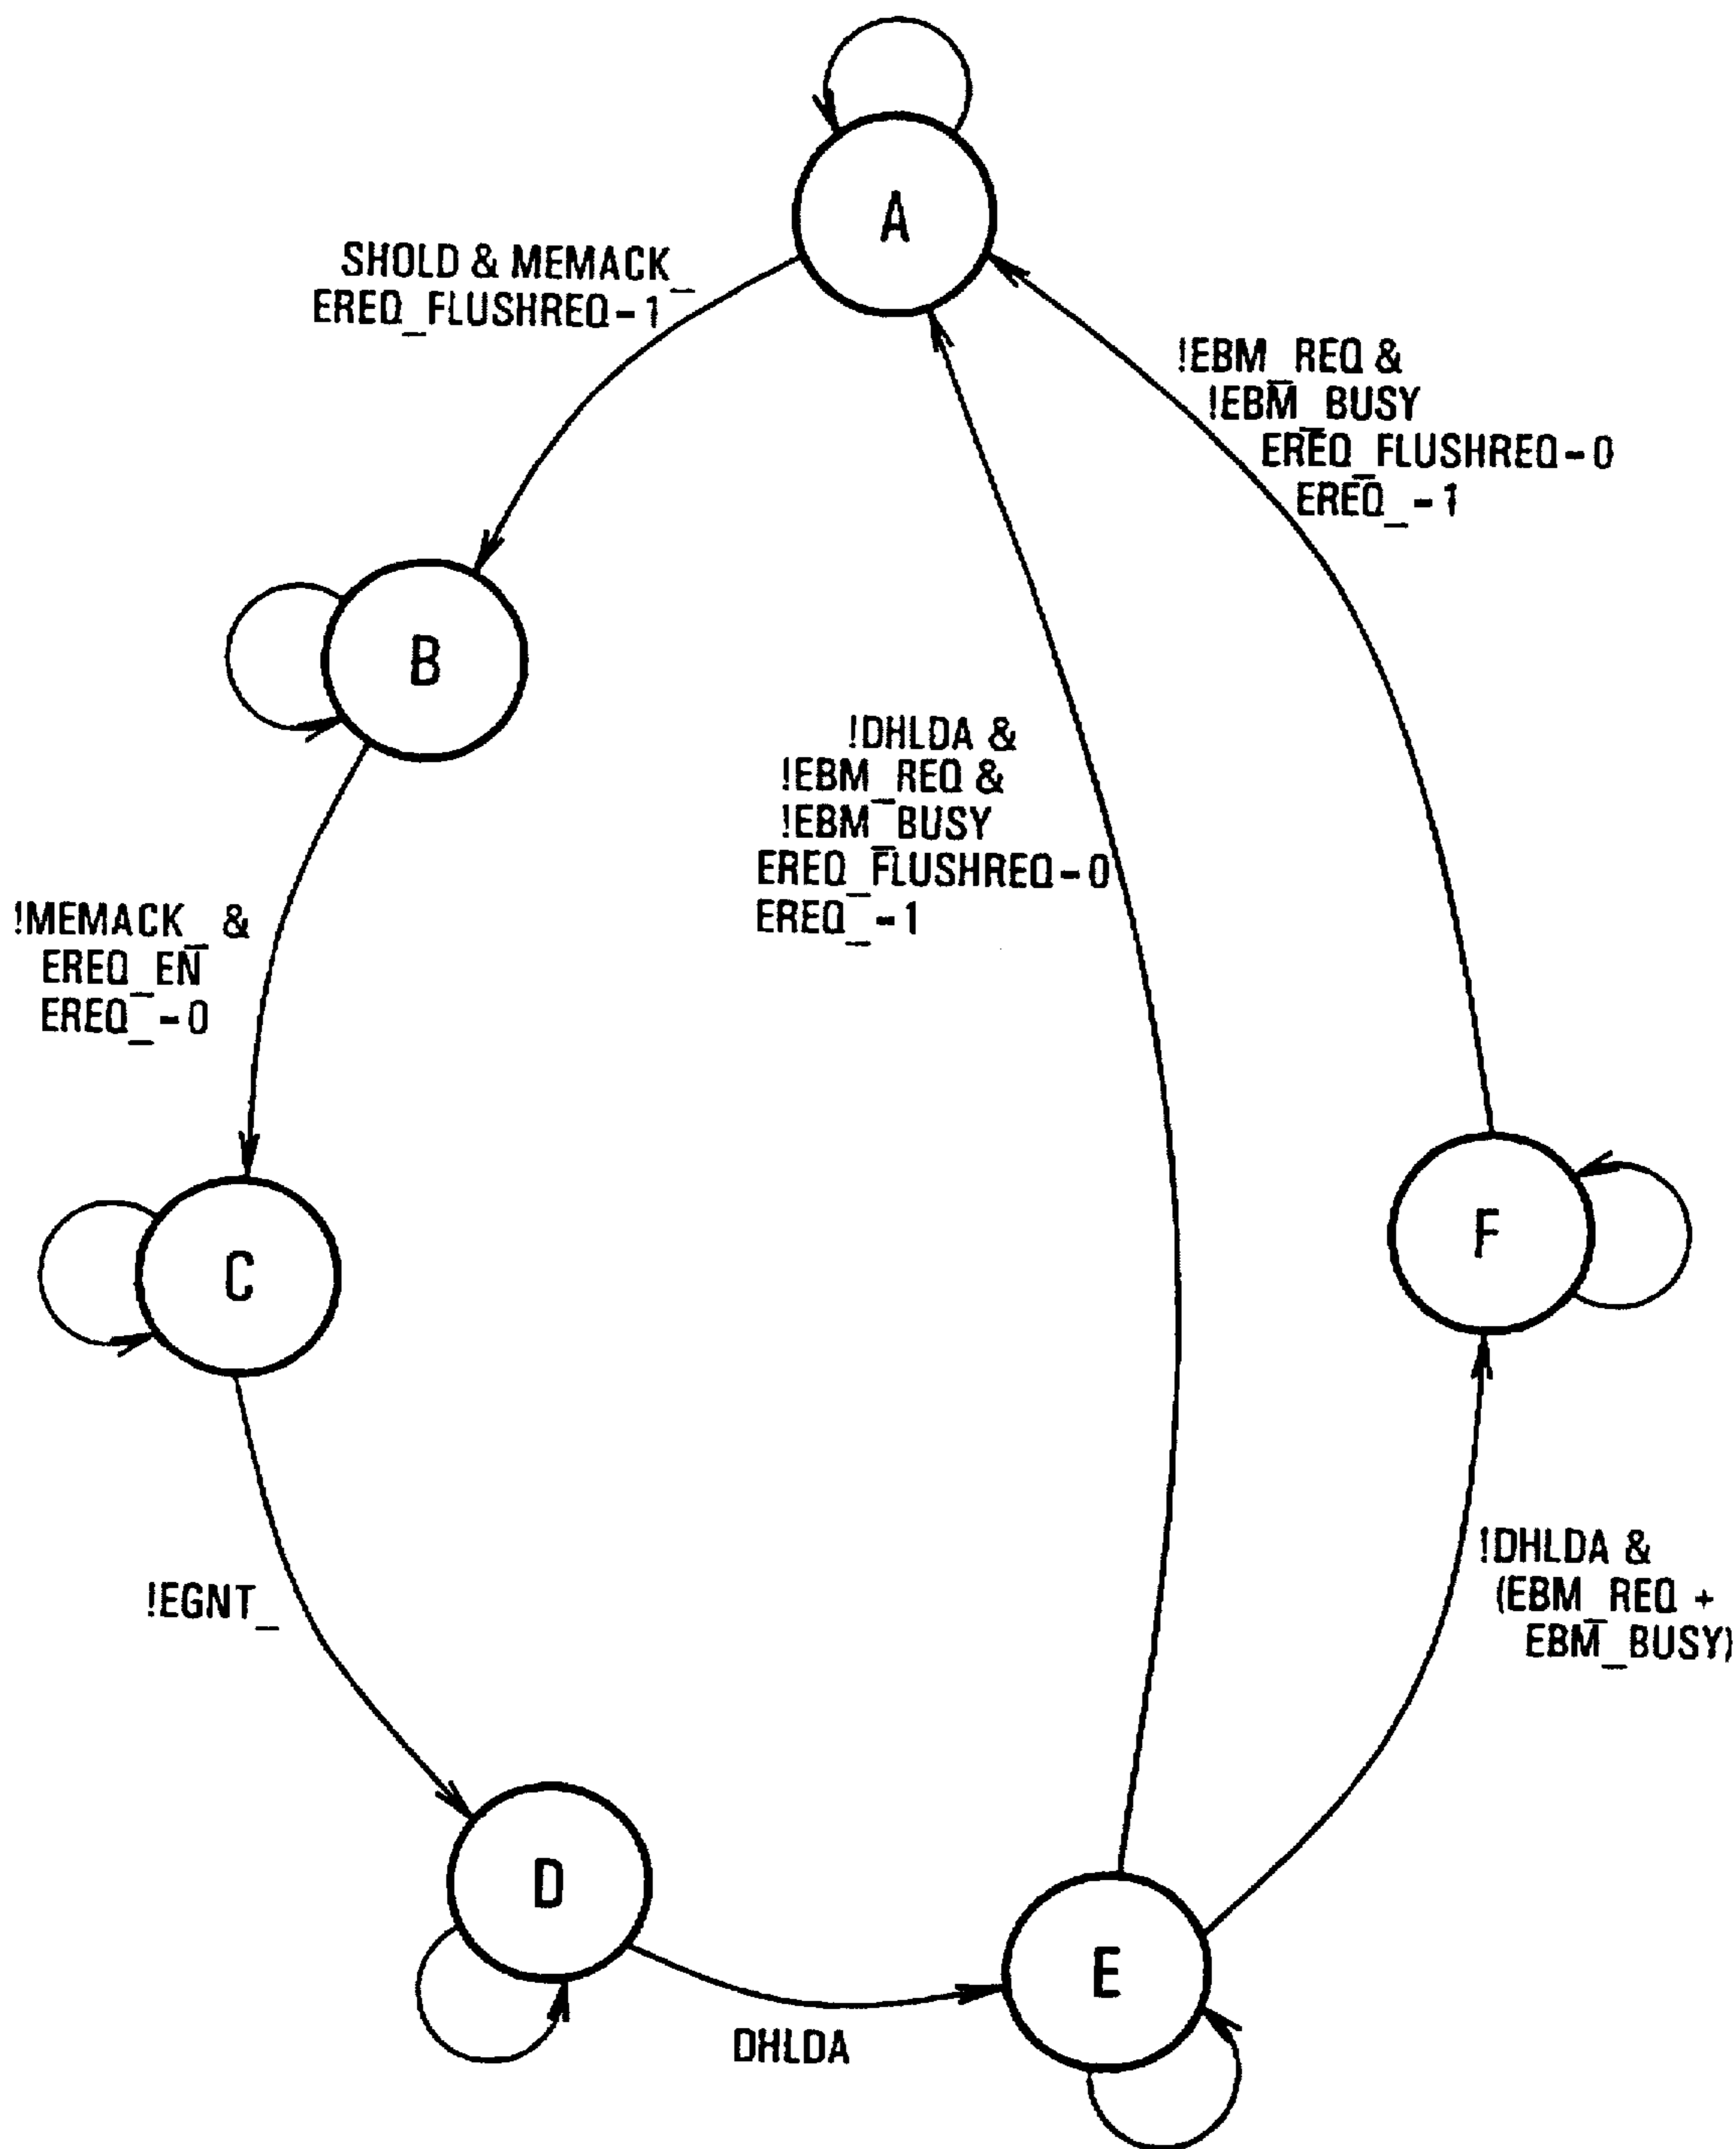 A
SHOLD & MEMACK_
EREQ_FLUSHREQ-1
!EBM_REQ &
!EBM_BUSY
EREQ_FLUSHREQ-0
EREQ_-1
B
!DHLDA &
!EBM_REQ &
!EBM_BUSY
EREQ_FLUSHREQ-0
EREQ_-1
!MEMACK_ &
EREQ_EN
EREQ_-0
C
F
!EGNT_
!DHLDA &
(EBM_REQ +
EBM_BUSY)
D
E
DHLDA